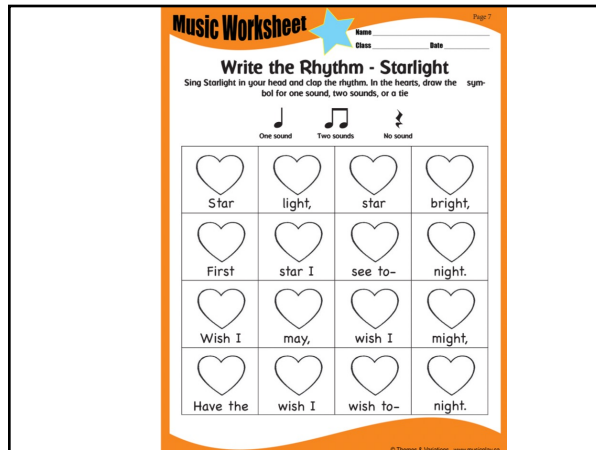 Music Worksheet
Page 7
Name
Class Date
Write the Rhythm - Starlight
Sing Starlight in your head and clap the rhythm. In the hearts, draw the sym-
bol for one sound, two sounds, or a tie
One sound Two sounds No sound
Star light, star bright,
First star I see to- night.
Wish I may, wish I might,
Have the wish I wish to- night.